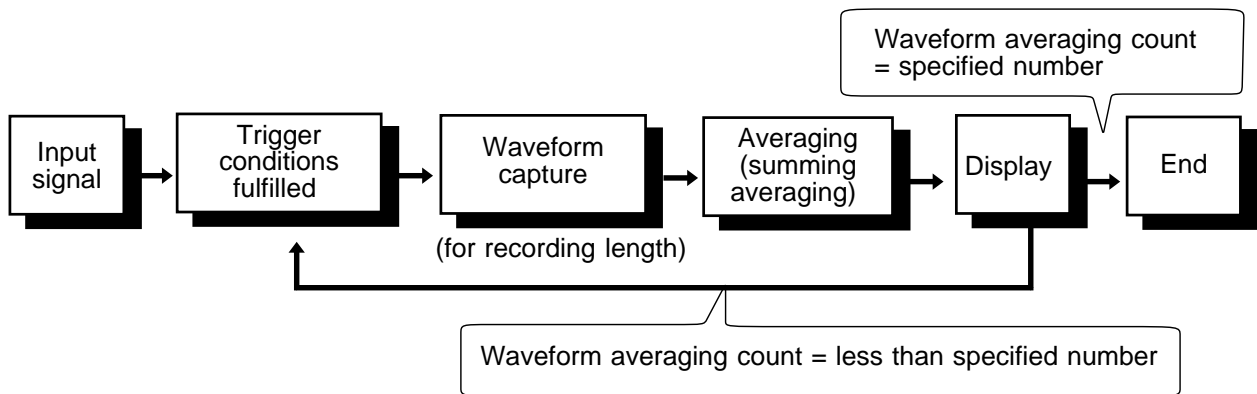 Waveform averaging count
= specified number
Input
signal
Trigger
conditions
fulfilled
Waveform
capture
Averaging
(summing
averaging)
Display
End
(for recording length)
Waveform averaging count = less than specified number